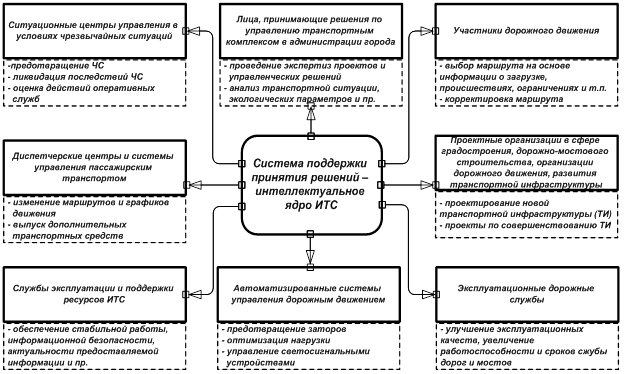 Ситуационные центры управления в
условиях чрезвычайных ситуаций
-предотвращение ЧС
- ликвидация последствий ЧС
- оценка действий оперативных
служб
Лица, принимающие решения по
управлению транспортным
комплексом в администрации города
- проведение экспертиз проектов и
управленческих решений
- анализ транспортной ситуации,
экологических параметров и пр.
Участники дорожного движения
- выбор маршрута на основе
информации о загрузке,
происшествиях, ограничениях и т.п.
- корректировка маршрута
Диспетчерские центры и системы
управления пассажирским
транспортом
- изменение маршрутов и графиков
движения
- выпуск дополнительных
транспортных средств
Система поддержки
принятия решений –
интеллектуальное
ядро ИТС
Проектные организации в сфере
градостроения, дорожно-мостового
строительства, организации
дорожного движения, развития
транспортной инфраструктуры
- проектирование новой
транспортной инфраструктуры (ТИ)
- проекты по совершенствованию ТИ
Службы эксплуатации и поддержки
ресурсов ИТС
- обеспечение стабильной работы,
информационной безопасности,
актуальности предоставляемой
информации и пр.
Автоматизированные системы
управления дорожным движением
- предотвращение заторов
- оптимизация нагрузки
- управление светосигнальными
устройствами
Эксплуатационные дорожные
службы
- улучшение эксплуатационных
качеств, увеличение
работоспособности и сроков сжубы
дорог и мостов